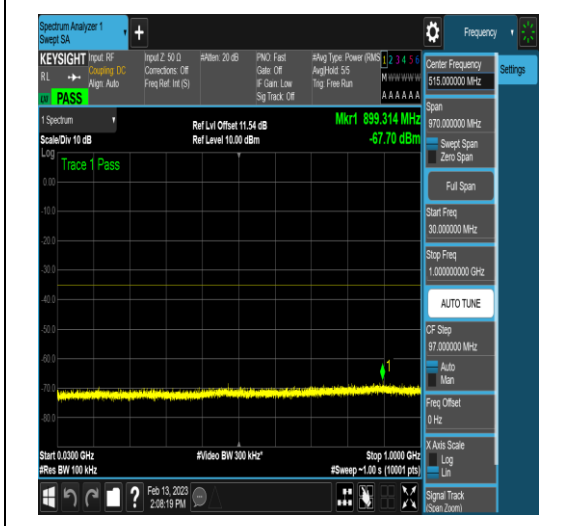 Spectrum Analyzer 1
Swept SA
+
Frequency
KEYSIGHT
RL
PASS
Input: RF
Coupling: DC
Align: Auto
Input Z: 50 Ω
Corrections: Off
Freq Ref: Int (S)
#Atten: 20 dB
PNO: Fast
Gate: Off
IF Gain: Low
Sig Track: Off
#Avg Type: Power (RMS
Avg|Hold: 5/5
Trig: Free Run
1 2 3 4 5 6
M W W W W W
A A A A A A
1 Spectrum
Scale/Div 10 dB
Ref Lvl Offset 11.54 dB
Ref Level 10.00 dBm
Mkr1 899.314 MHz
-67.70 dBm
Log
Trace 1 Pass
0.00
-10.0
-20.0
-30.0
-40.0
-50.0
-60.0
-70.0
-80.0
1
Start 0.0300 GHz
#Res BW 100 kHz
#Video BW 300 kHz*
Stop 1.0000 GHz
#Sweep ~1.00 s (10001 pts)
?
Feb 13, 2023
2:08:19 PM
Center Frequency
515.000000 MHz
Settings
Span
970.000000 MHz
Swept Span
Zero Span
Full Span
Start Freq
30.000000 MHz
Stop Freq
1.000000000 GHz
AUTO TUNE
CF Step
97.000000 MHz
Auto
Man
Freq Offset
0 Hz
X Axis Scale
Log
Lin
Signal Track
(Span Zoom)